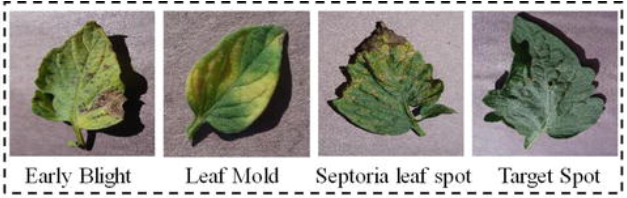 Early Blight
Leaf Mold
Septoria leaf spot
Target Spot